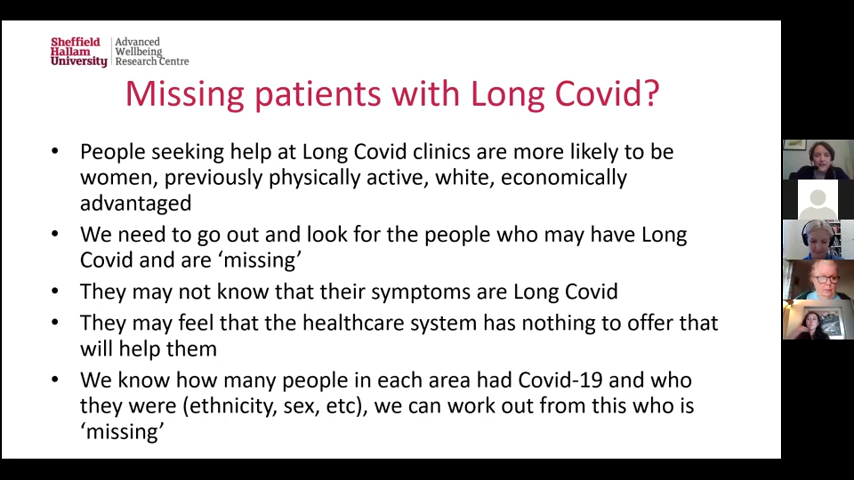 Sheffield
Hallam
University
Advanced
Wellbeing
Research Centre
Missing patients with Long Covid?
• People seeking help at Long Covid clinics are more likely to be
women, previously physically active, white, economically
advantaged
• We need to go out and look for the people who may have Long
Covid and are ‘missing’
• They may not know that their symptoms are Long Covid
• They may feel that the healthcare system has nothing to offer that
will help them
• We know how many people in each area had Covid-19 and who
they were (ethnicity, sex, etc), we can work out from this who is
‘missing’